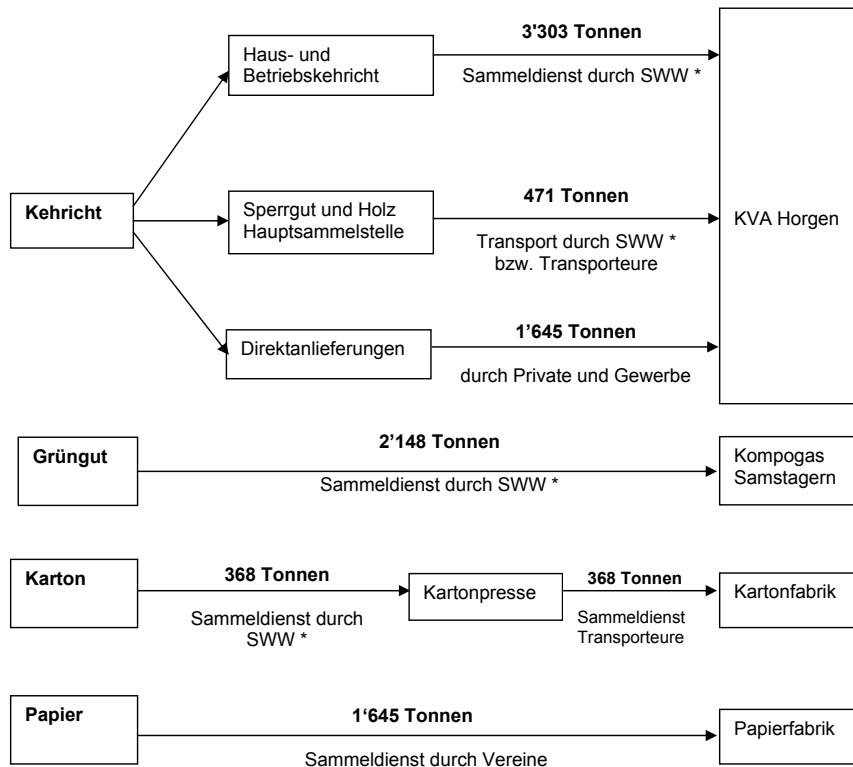 3'303 Tonnen
Haus- und
Betriebskehricht
Sammeldienst durch SWW *
Kehricht
Sperrgut und Holz
Hauptsammelstelle
471 Tonnen
Transport durch SWW *
bzw. Transporteure
KVA Horgen
Direktanlieferungen
1’645 Tonnen
durch Private und Gewerbe
Grüngut
2’148 Tonnen
Sammeldienst durch SWW *
Kompogas
Samstagern
Karton
368 Tonnen
Sammeldienst durch
SWW *
Kartonpresse
368 Tonnen
Sammeldienst
Transporteure
Kartonfabrik
Papier
1‘645 Tonnen
Sammeldienst durch Vereine
Papierfabrik